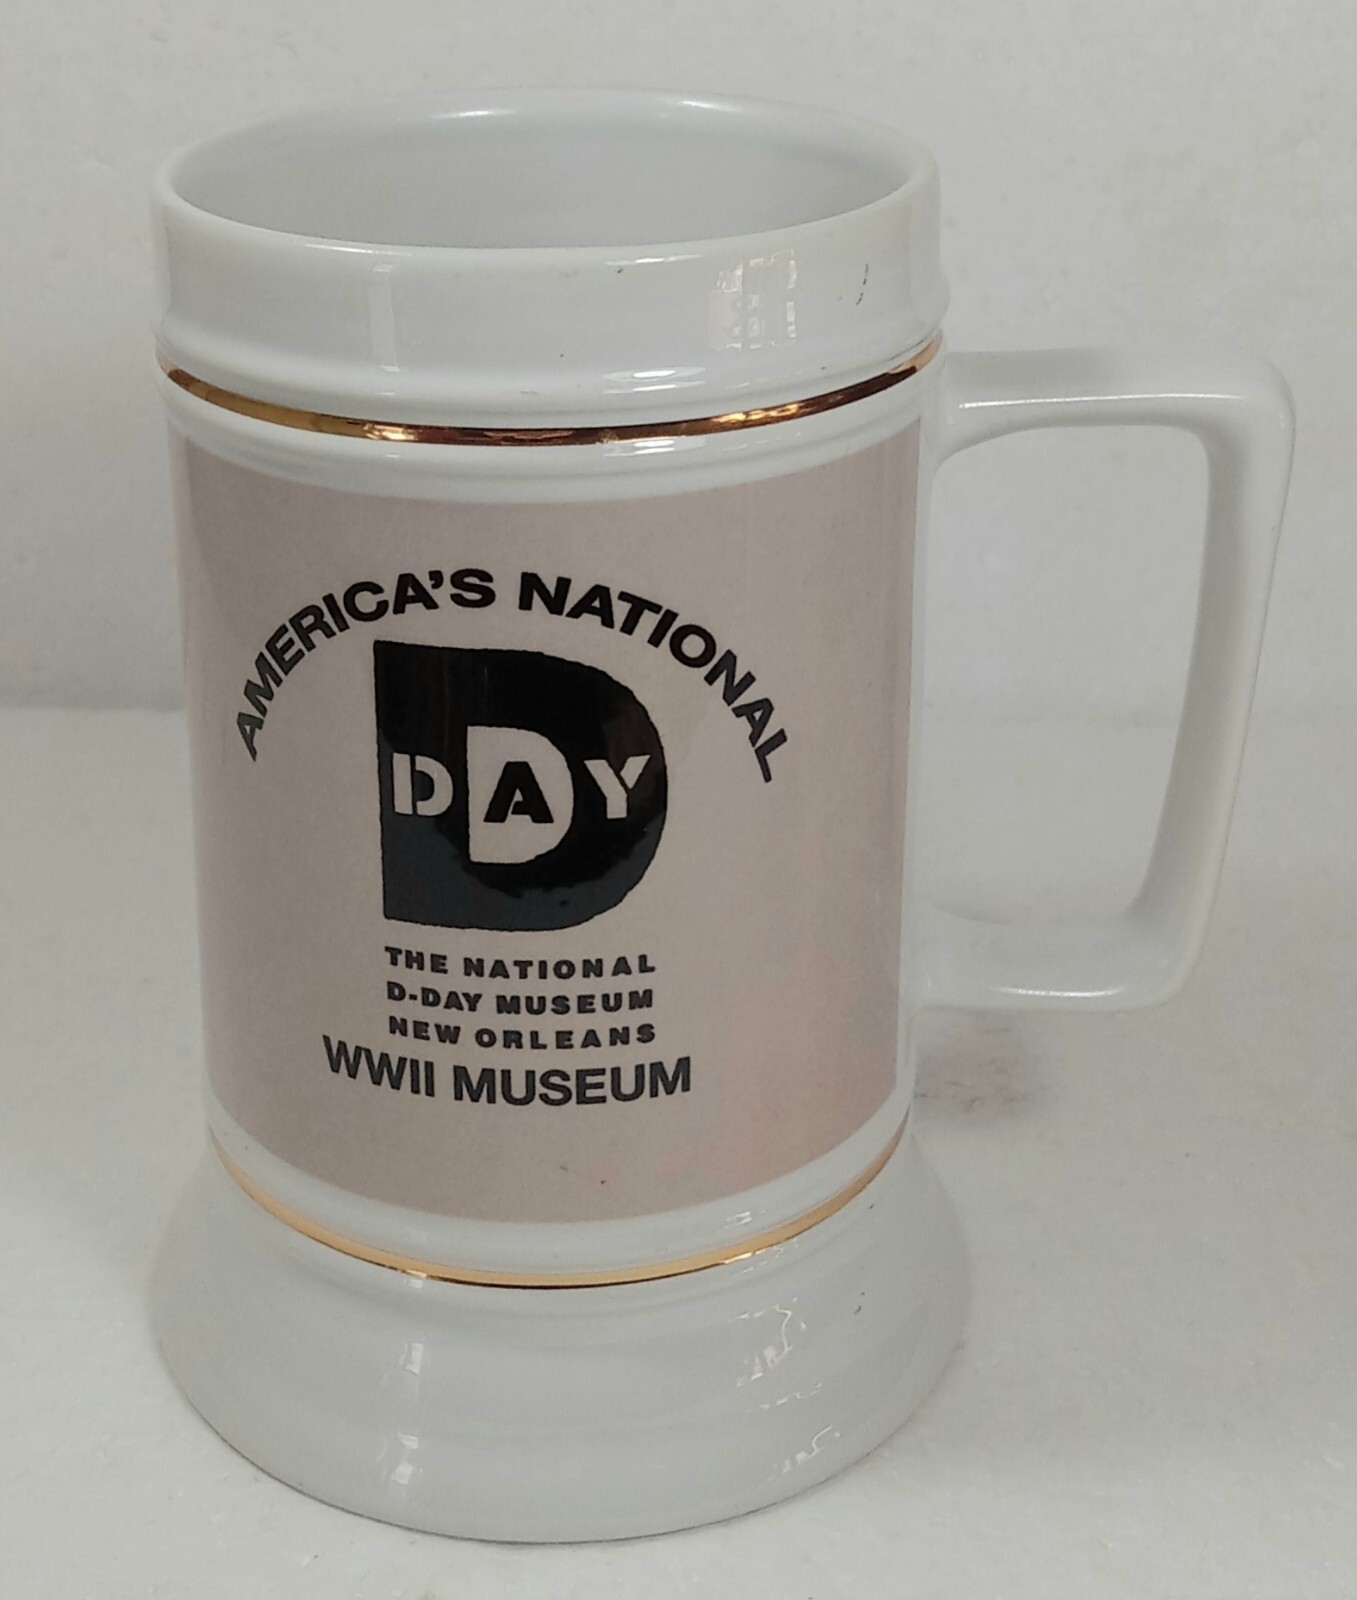 AMERICA'S NATIONAL
D DAY
THE NATIONAL
D-DAY MUSEUM
NEW ORLEANS
WWII MUSEUM